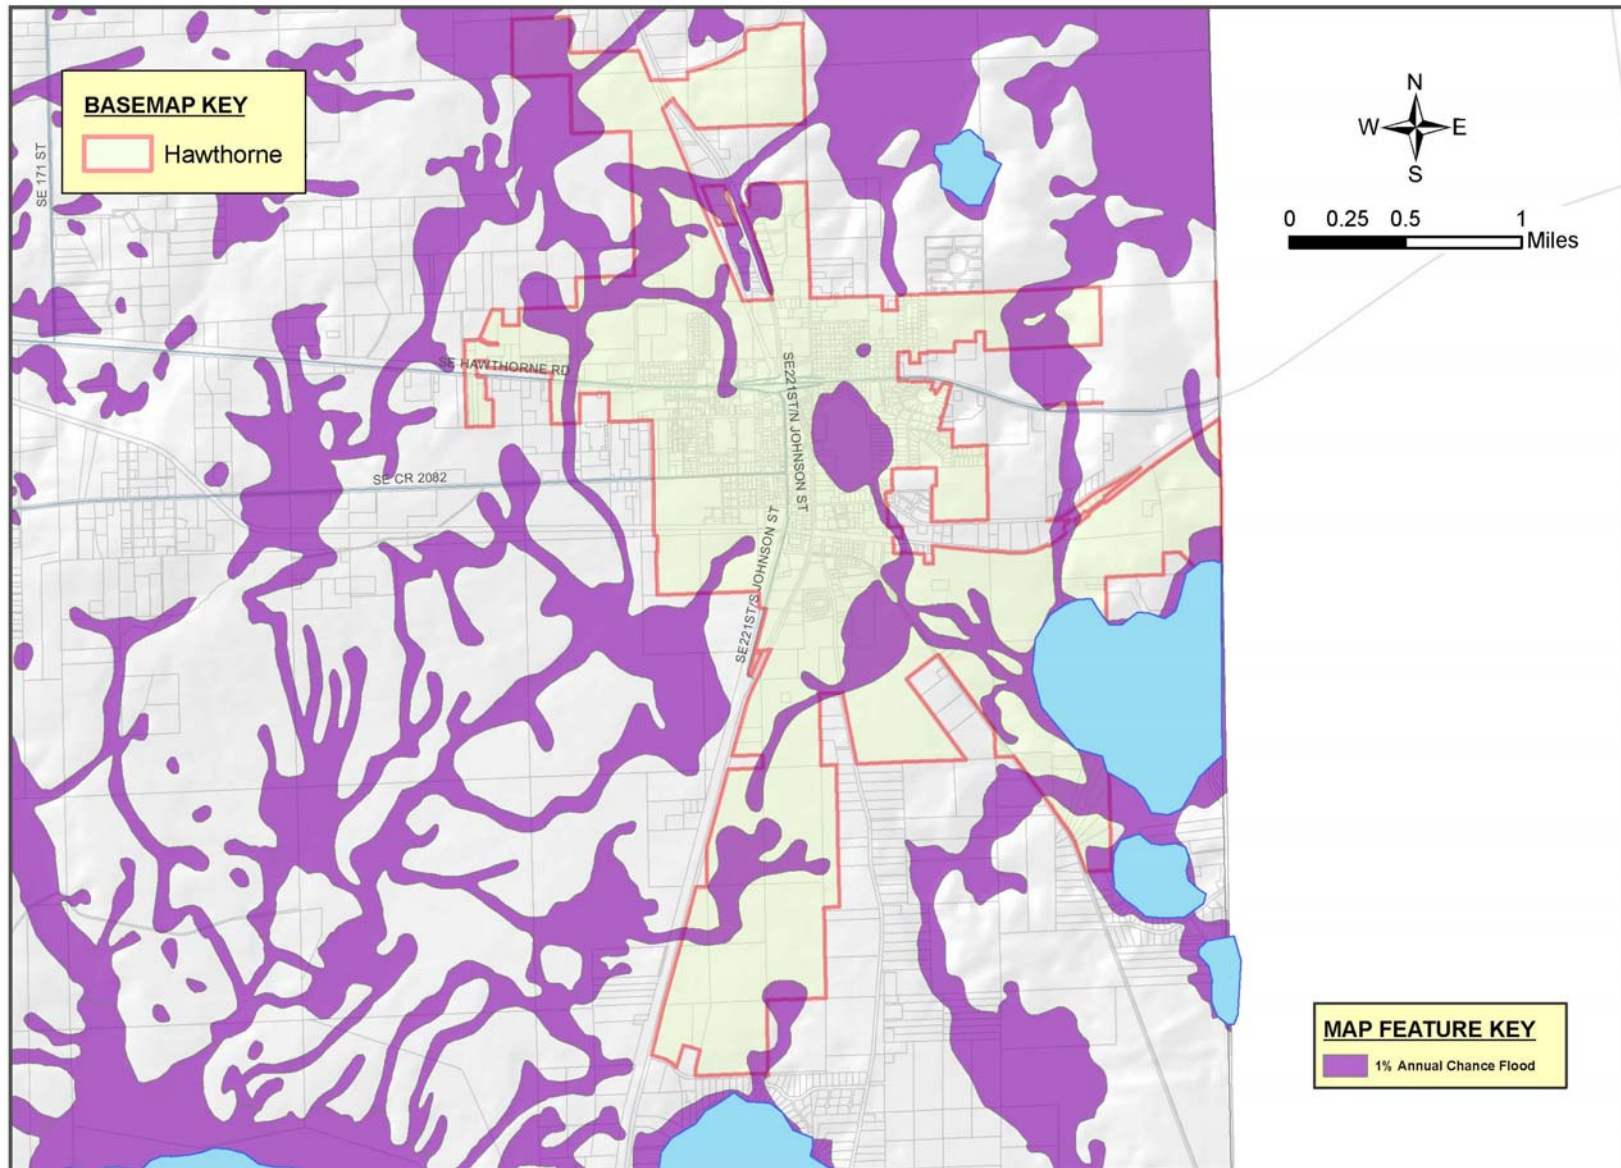 BASEMAP KEY
Hawthorne
SE 171 ST
N
W E
S
0 0.25 0.5 1
Miles
SE HAWTHORNE RD
SE221ST/N JOHNSON ST
SE CR 2082
SE221ST/S JOHNSON ST
MAP FEATURE KEY
1% Annual Chance Flood